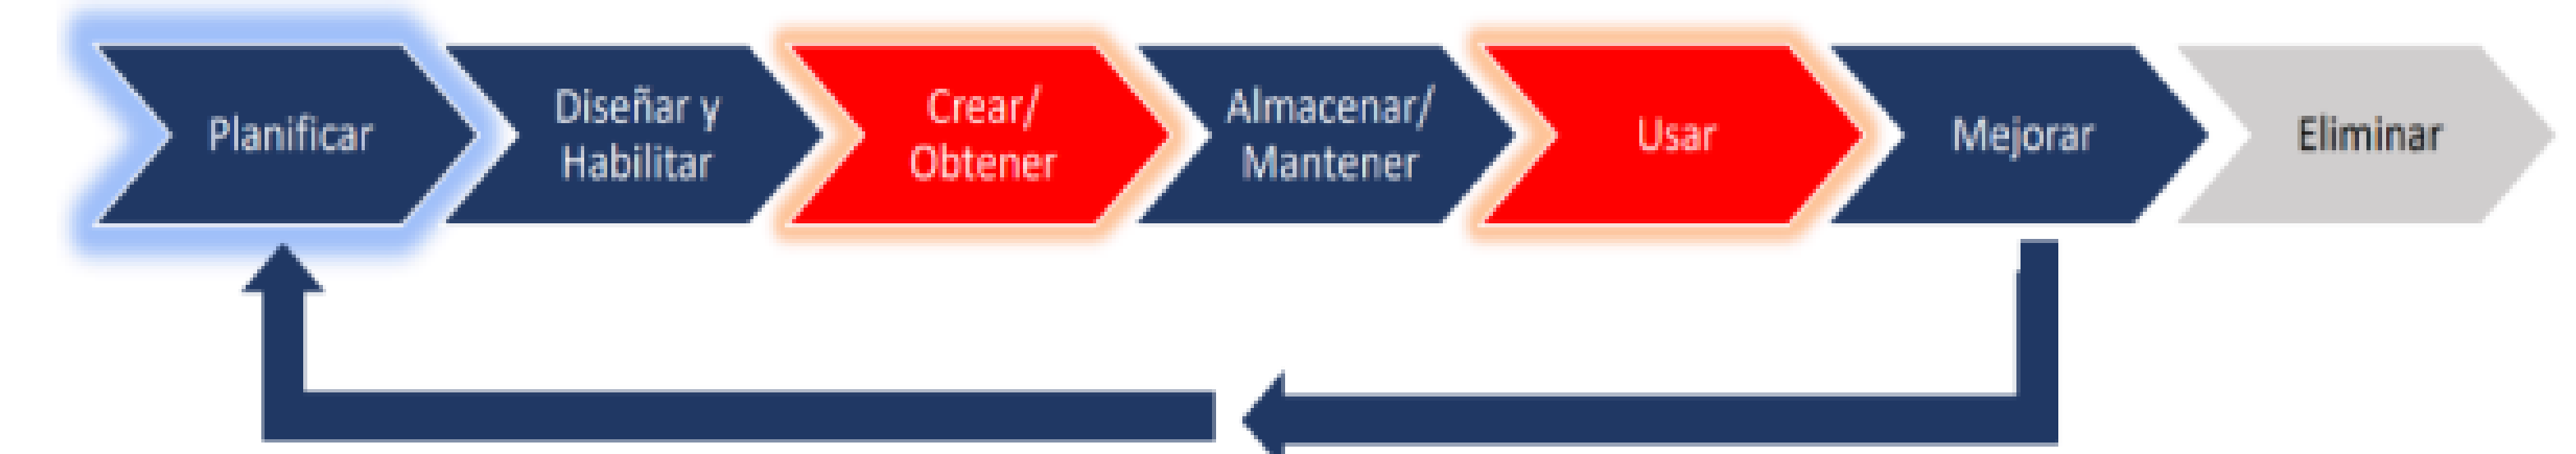 Planificar
Diseñar y
Habilitar
Crear/
Obtener
Almacenar/
Mantener
Usar
Mejorar
Eliminar